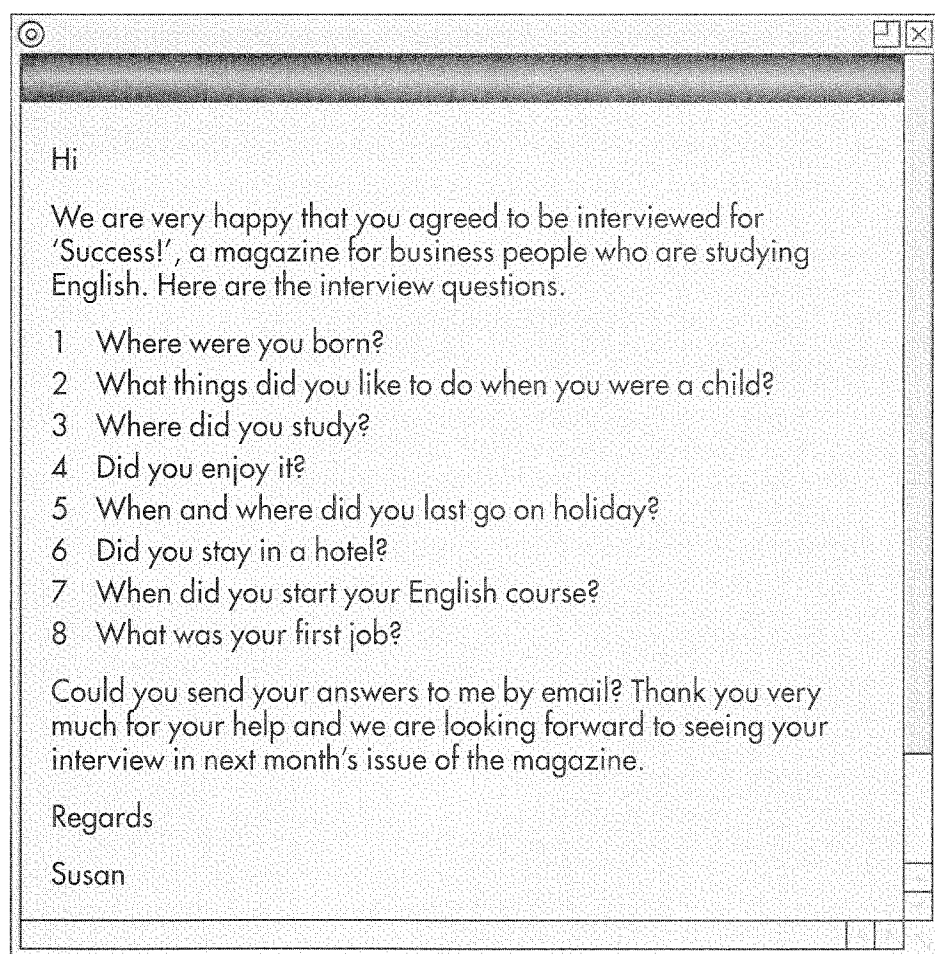 Hi
We are very happy that you agreed to be interviewed for
‘Success!’, a magazine for business people who are studying
English. Here are the interview questions.
1 Where were you born?
2 What things did you like to do when you were a child?
3 Where did you study?
4 Did you enjoy it?
5 When and where did you last go on holiday?
6 Did you stay in a hotel?
7 When did you start your English course?
8 What was your first job?
Could you send your answers to me by email? Thank you very
much for your help and we are looking forward to seeing your
interview in next month’s issue of the magazine.
Regards
Susan